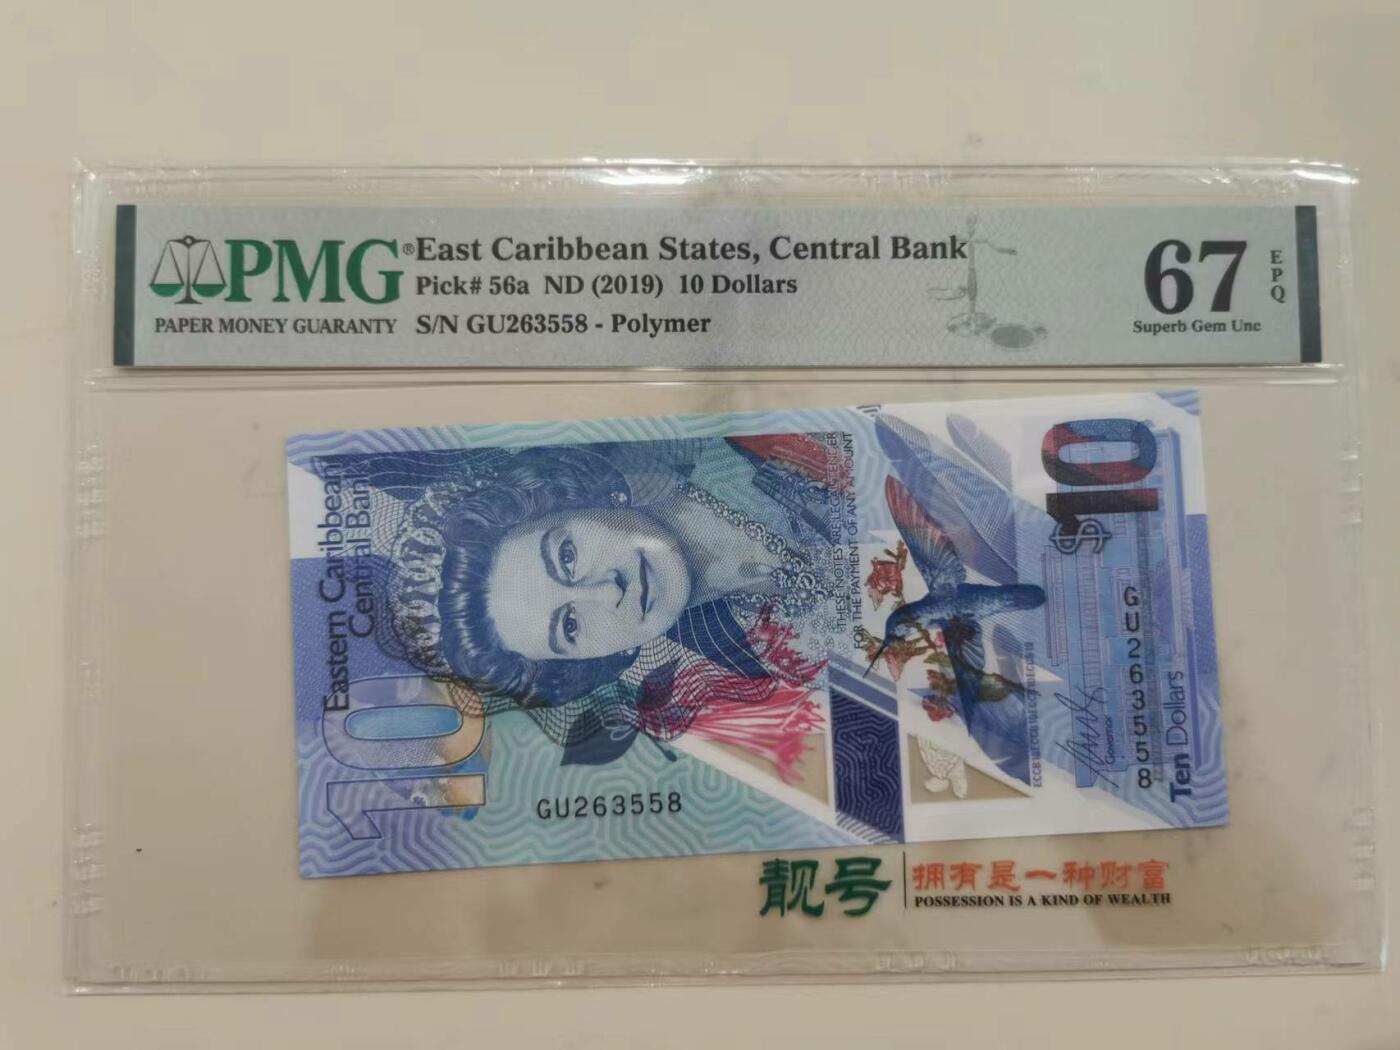 PMG®
PAPER MONEY GUARANTY
East Caribbean States, Central Bank
Pick# 56a ND (2019) 10 Dollars
S/N GU263558 - Polymer
67
EPQ
Superb Gem Unc
Eastern Caribbean
Central Bank
10
GU263558
THESE NOTES ARE LEGAL TENDER
FOR THE PAYMENT OF ANY AMOUNT
$10
GU263558
Governor
Ten Dollars
靓号
拥有是一种财富
POSSESSION IS A KIND OF WEALTH